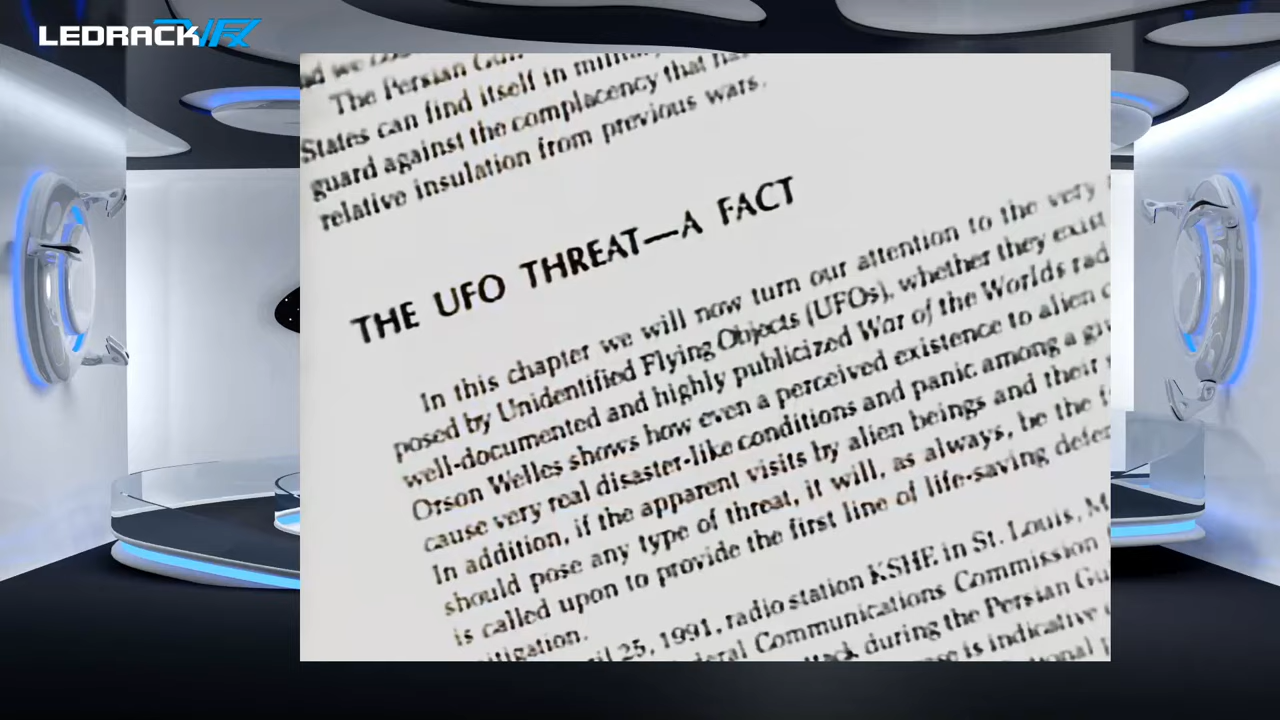 LEDRACK/FX
The Persian
States can find itself in
guard against the complacency that
relative insulation from previous wars.
THE UFO THREAT—A FACT
In this chapter we will now turn our attention to the very
posed by Unidentified Flying Objects (UFOs), whether they exist
well-documented and highly publicized War of the Worlds rad
Orson Welles shows how even a perceived existence to alien
cause very real disaster-like conditions and panic among a
In addition, if the apparent visits by alien beings and their
should pose any type of threat, it will, as always, be the
is called upon to provide the first line of life-saving
25, 1991, radio station KSHE in St. Louis,
Communications Commission
during the Persian
is indicative